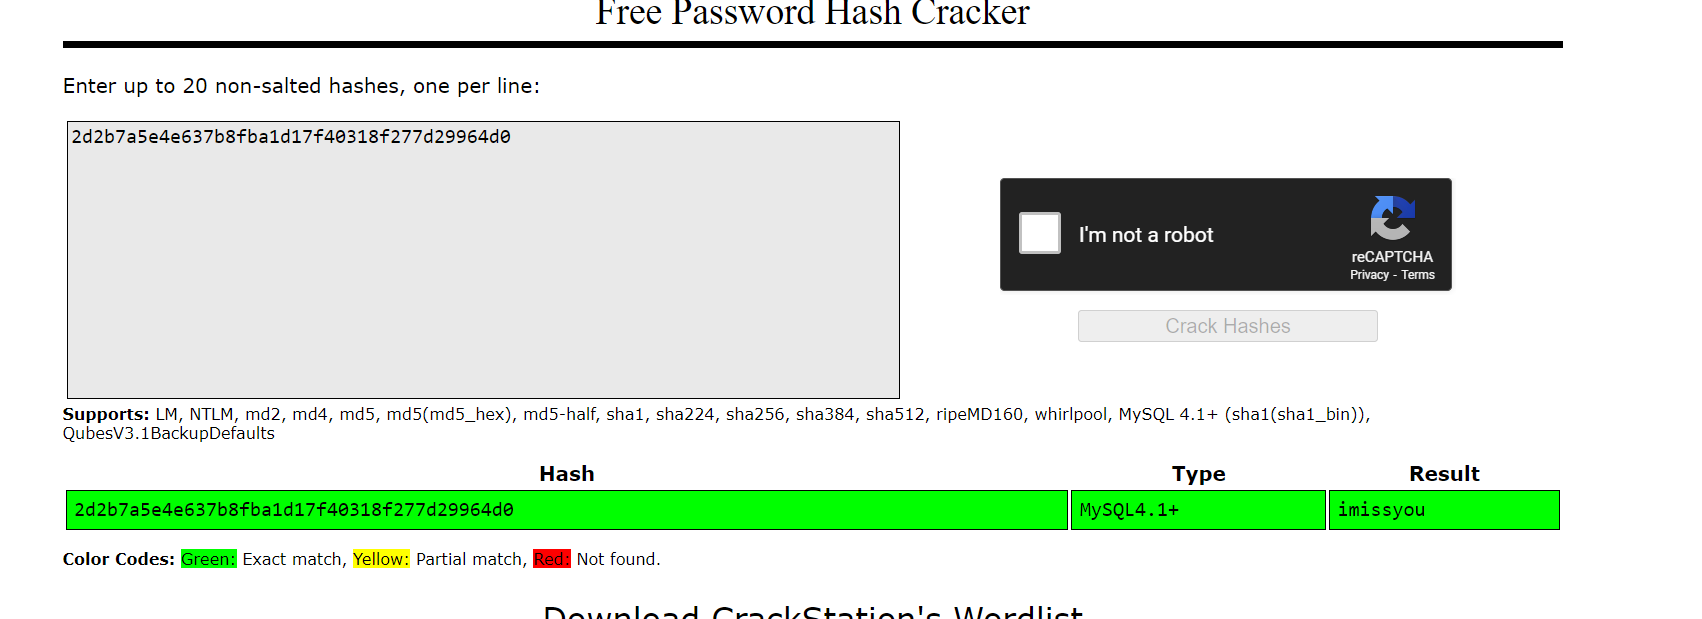 Free Password Hash Cracker
Enter up to 20 non-salted hashes, one per line:
2d2b7a5e4e637b8fba1d17f40318f277d29964d0
I'm not a robot
reCAPTCHA
Privacy - Terms
Crack Hashes
Supports: LM, NTLM, md2, md4, md5, md5(md5_hex), md5-half, sha1, sha224, sha256, sha384, sha512, ripeMD160, whirlpool, MySQL 4.1+ (sha1(sha1_bin)),
QubesV3.1BackupDefaults
Hash Type Result
2d2b7a5e4e637b8fba1d17f40318f277d29964d0 MySQL4.1+ imissyou
Color Codes: Green: Exact match, Yellow: Partial match, Red: Not found.
Download CrackStation's Wordlist